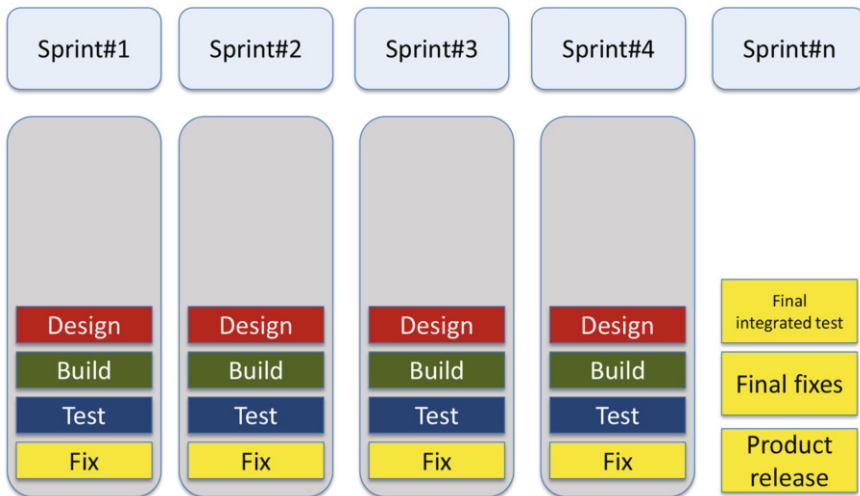 Sprint#1
Sprint#2
Sprint#3
Sprint#4
Sprint#n
Design
Build
Test
Fix
Design
Build
Test
Fix
Design
Build
Test
Fix
Design
Build
Test
Fix
Final
integrated test
Final fixes
Product
release